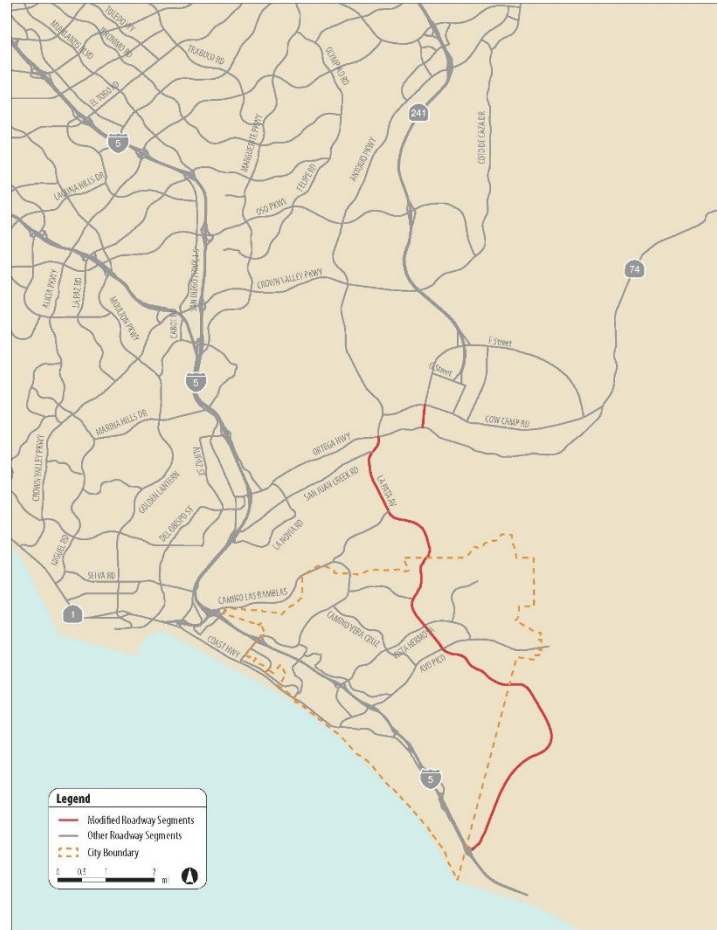 TOLEDO WY
JERONIMO RD
MUIRLANDS BLVD
TRABUCO RD
OLYMPIAD RD
EL TORO RD
5
241
MARGUERITE PKWY
FELIPE RD
ANTONIO PKWY
COTO DE CAZA DR
LAGUNA HILLS DR
OSO PKWY
ALICIA PKWY
LA PAZ RD
MOULTON PKWY
CABOT
CROWN VALLEY PKWY
74
F Street
G Street
5
COW CAMP RD
MARINA HILLS DR
ORTEGA HWY
CROWN VALLEY PKWY
GOLDEN LANTERN
SAN JUAN CREEK RD
LA PATA AV
DEL OBISPO ST
LA NOVIA RD
NIGUEL RD
SELVA RD
CAMINO LAS RAMBLAS
1
CAMINO VERA CRUZ
VISTA HERMOSA
COAST HWY
AVD PICO
5
Legend
Modified Roadway Segments
Other Roadway Segments
City Boundary
0 0.5 1 2
mi